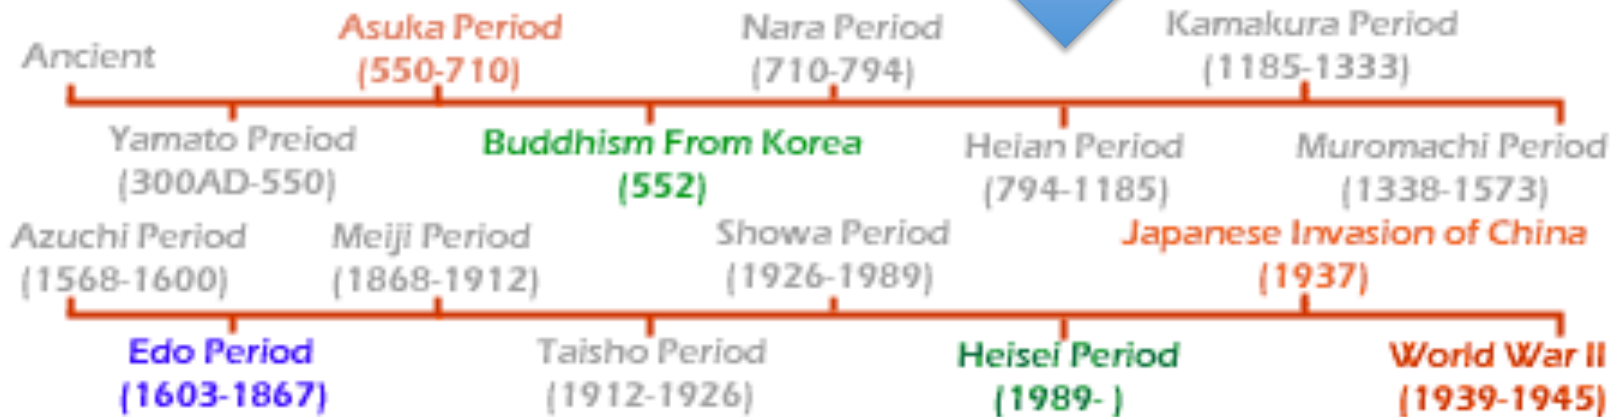 Ancient
Asuka Period
(550-710)
Nara Period
(710-794)
Kamakura Period
(1185-1333)
Yamato Preiod
(300AD-550)
Buddhism From Korea
(552)
Heian Period
(794-1185)
Muromachi Period
(1338-1573)
Azuchi Period
(1568-1600)
Meiji Period
(1868-1912)
Showa Period
(1926-1989)
Japanese Invasion of China
(1937)
Edo Period
(1603-1867)
Taisho Period
(1912-1926)
Heisei Period
(1989- )
World War II
(1939-1945)